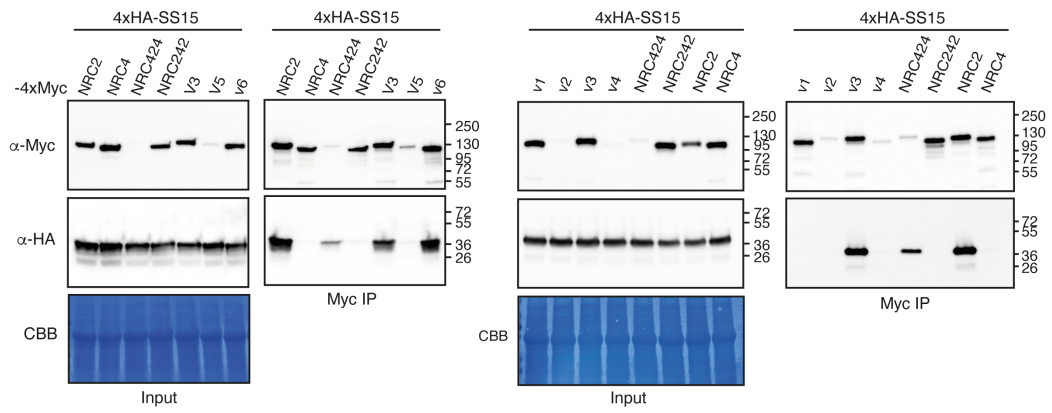 4xHA-SS15 4xHA-SS15 4xHA-SS15 4xHA-SS15
-4xMyc NRC2 NRC4 NRC424 NRC242 V3 V5 v6
NRC2 NRC4 NRC424 NRC242 V3 V5 v6
v1 v2 v3 v4 NRC424 NRC242 NRC2 NRC4
v1 v2 v3 v4 NRC424 NRC242 NRC2 NRC4
α-Myc
250
130
95
72
55
250
130
95
72
55
250
130
95
72
55
α-HA
72
55
36
26
72
55
36
26
72
55
36
26
Myc IP
Myc IP
CBB
CBB
Input
Input